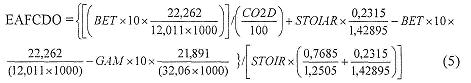 EAFCDO={[[(BET×10×22,262/12,011×1000)]/(CO2D/100)+STOIAR×0.2315/1.42895−BET×10×
22,262/(12,011×1000)−GAM×10×21,891/(32,06×1000)}/[STOIR×(0,7685/1,2505+0,2315/1,42895)] (5)